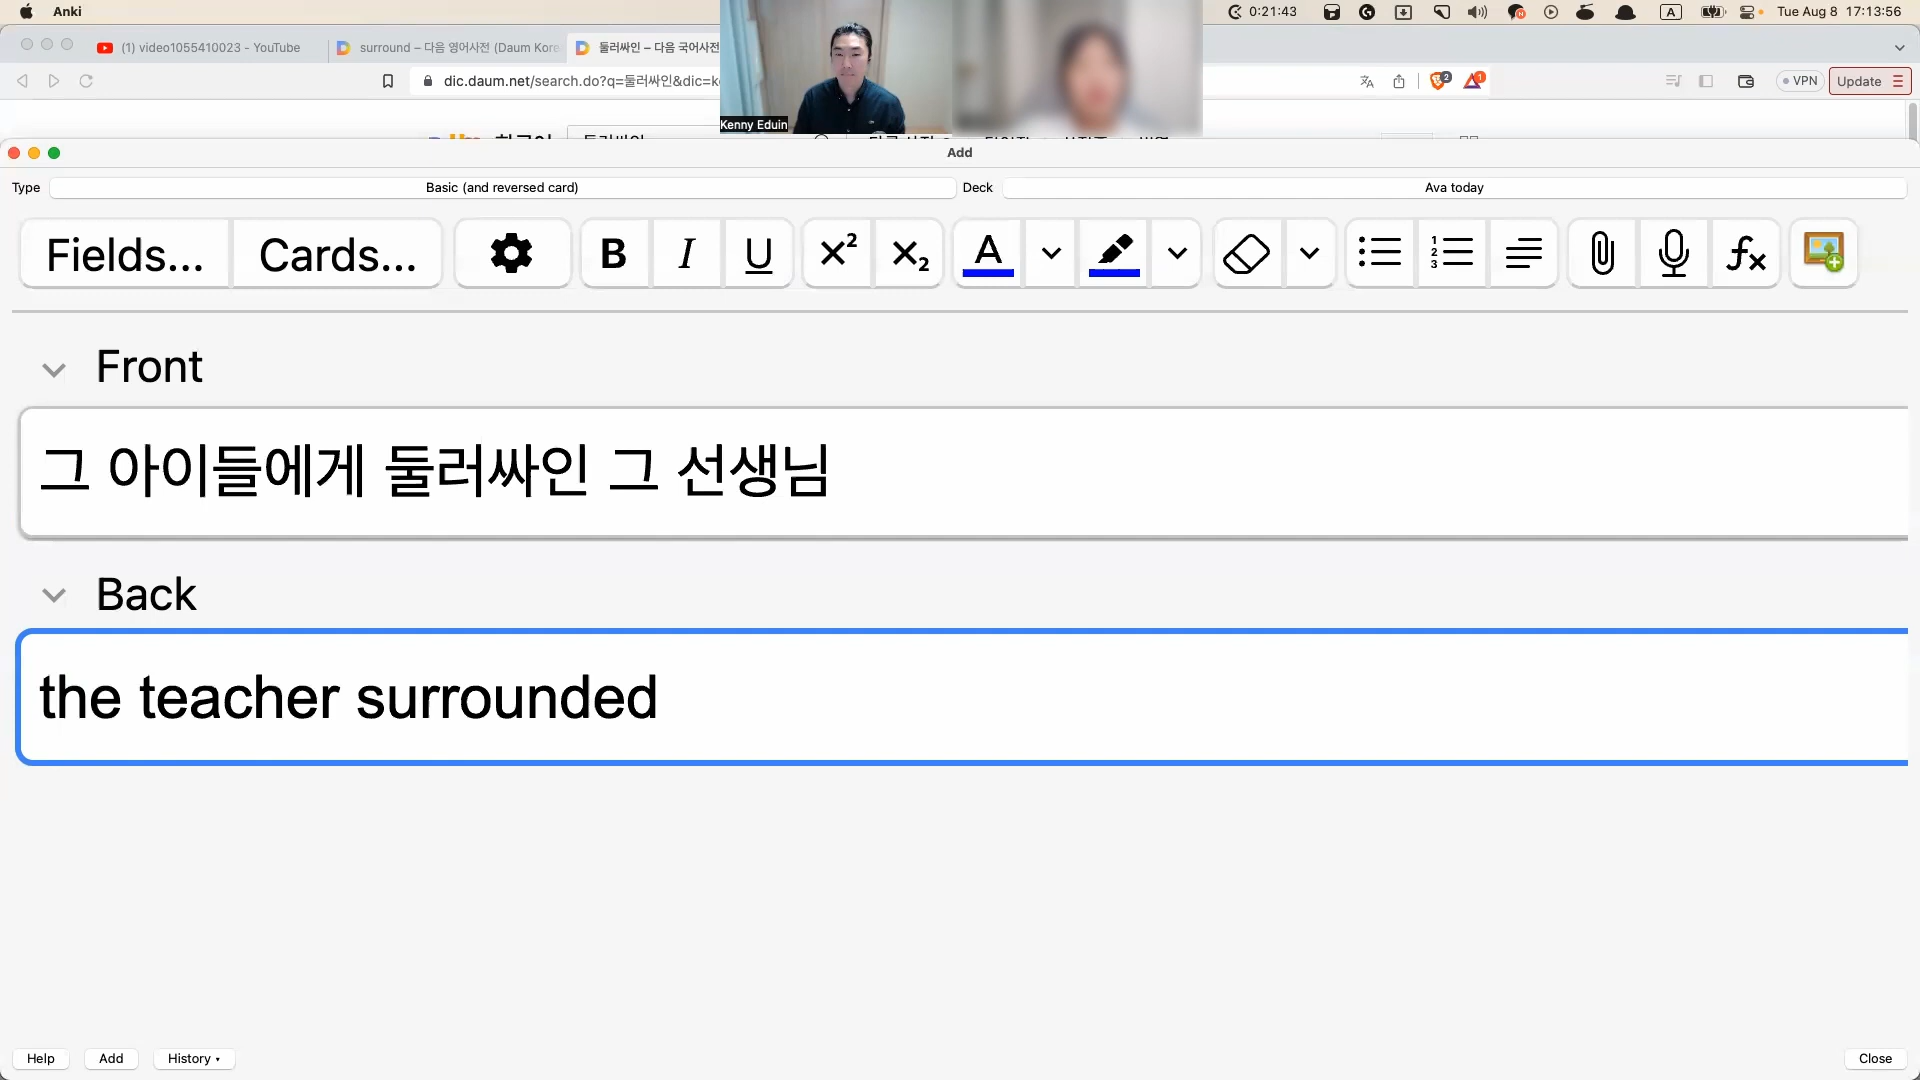 Anki
0:21:43
Tue Aug 8 17:13:56
(1) video1055410023 - YouTube
surround – 다음 영어사전 (Daum Kore
둘러싸인 – 다음 국어사전
dic.daum.net/search.do?q=둘러싸인&dic=k
2
1
VPN
Update
Kenny Eduin
Add
Type
Basic (and reversed card)
Deck
Ava today
Fields...
Cards...
Front
그 아이들에게 둘러싸인 그 선생님
Back
the teacher surrounded
Help
Add
History
Close